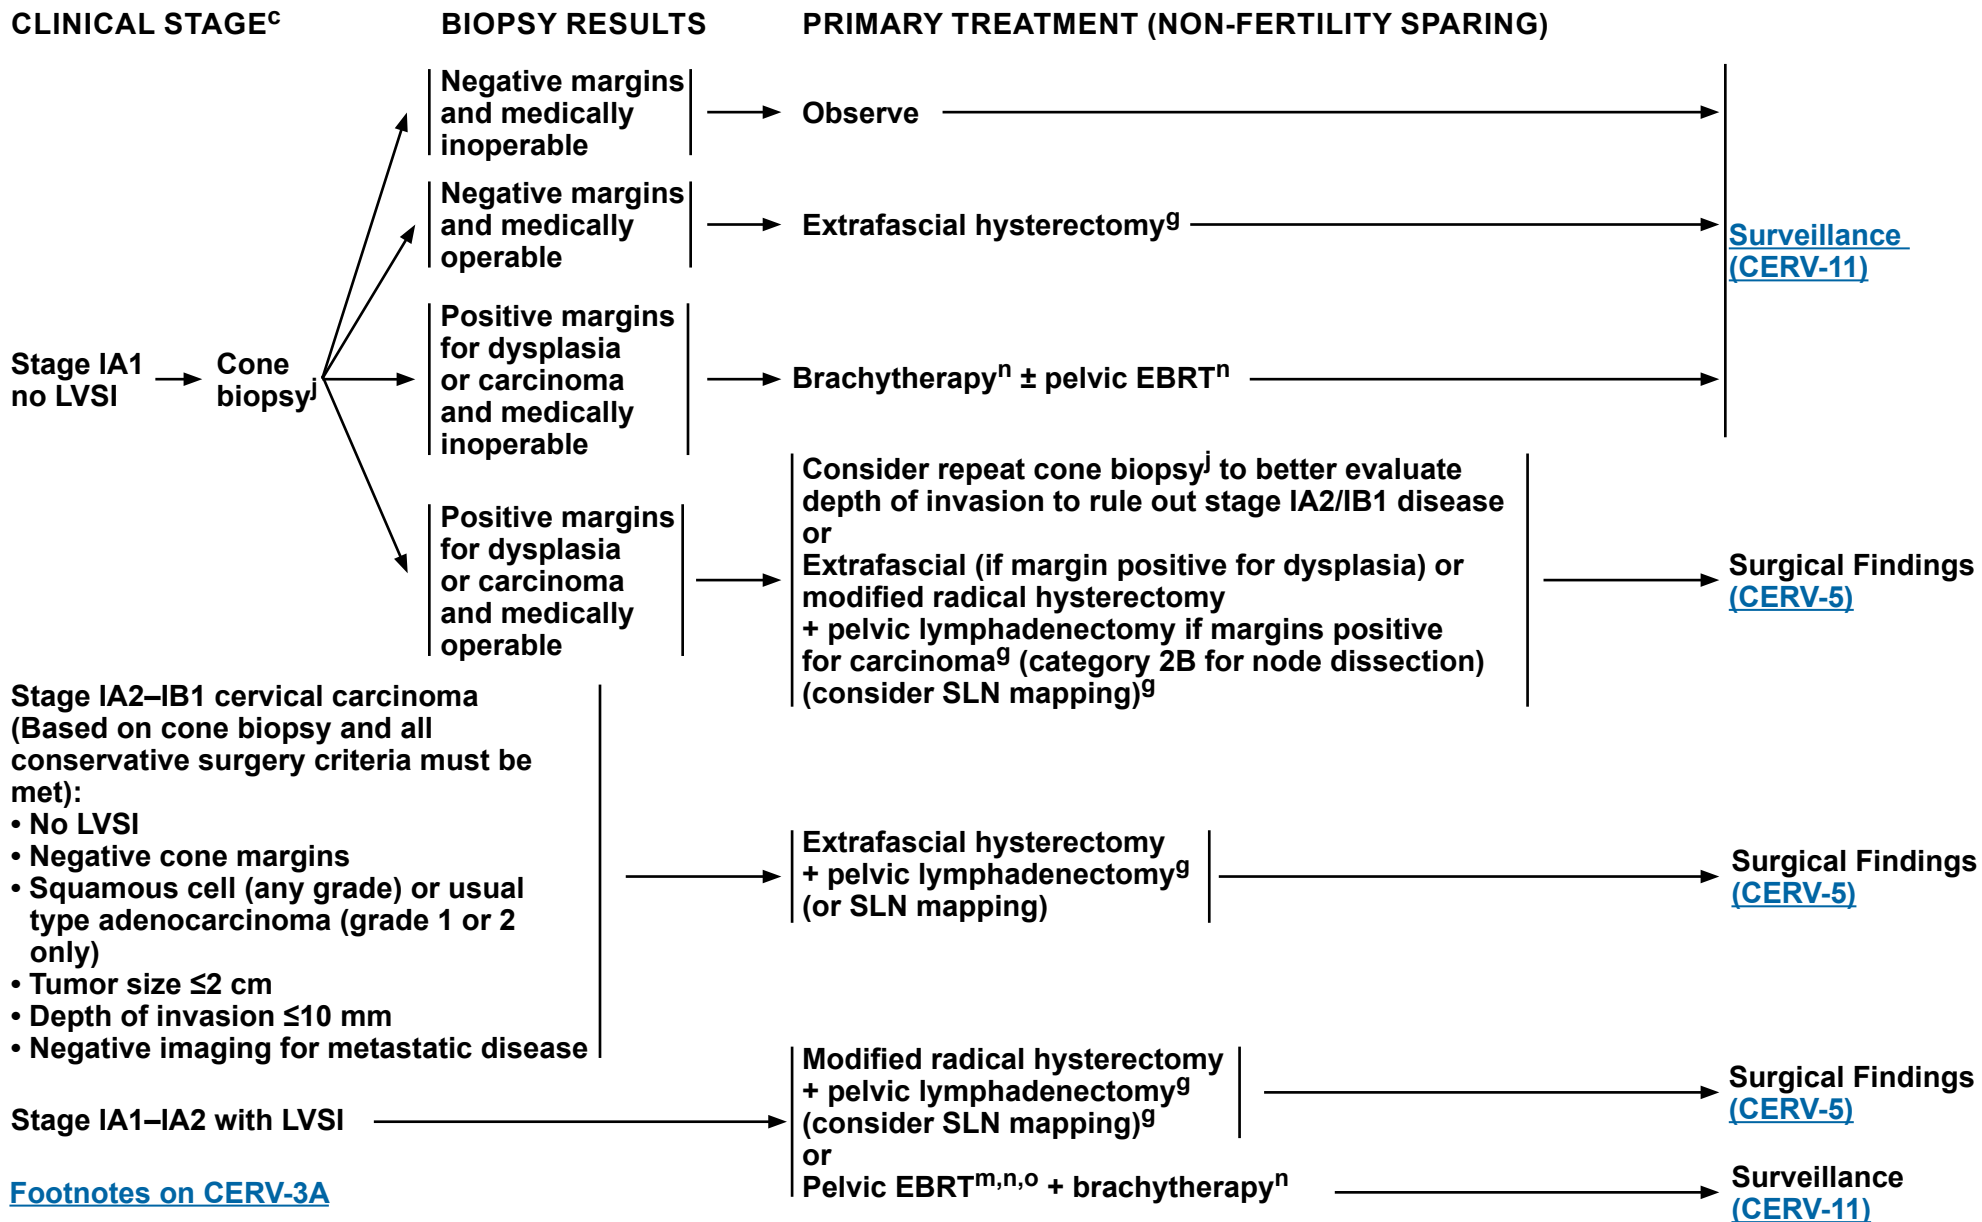 CLINICAL STAGEc
BIOPSY RESULTS
PRIMARY TREATMENT (NON-FERTILITY SPARING)
Stage IA1
no LVSI
Cone
biopsyj
Negative margins
and medically
inoperable
Observe
Negative margins
and medically
operable
Extrafascial hysterectomyg
Positive margins
for dysplasia
or carcinoma
and medically
inoperable
Brachytherapyn ± pelvic EBRTn
Surveillance
(CERV-11)
Positive margins
for dysplasia
or carcinoma
and medically
operable
Consider repeat cone biopsyj to better evaluate
depth of invasion to rule out stage IA2/IB1 disease
or
Extrafascial (if margin positive for dysplasia) or
modified radical hysterectomy
+ pelvic lymphadenectomy if margins positive
for carcinomag (category 2B for node dissection)
(consider SLN mapping)g
Surgical Findings
(CERV-5)
Stage IA2–IB1 cervical carcinoma
(Based on cone biopsy and all
conservative surgery criteria must be
met):
• No LVSI
• Negative cone margins
• Squamous cell (any grade) or usual
type adenocarcinoma (grade 1 or 2
only)
• Tumor size ≤2 cm
• Depth of invasion ≤10 mm
• Negative imaging for metastatic disease
Extrafascial hysterectomy
+ pelvic lymphadenectomyg
(or SLN mapping)
Surgical Findings
(CERV-5)
Stage IA1–IA2 with LVSI
Modified radical hysterectomy
+ pelvic lymphadenectomyg
(consider SLN mapping)g
or
Pelvic EBRTm,n,o + brachytherapyn
Surgical Findings
(CERV-5)
Surveillance
(CERV-11)
Footnotes on CERV-3A